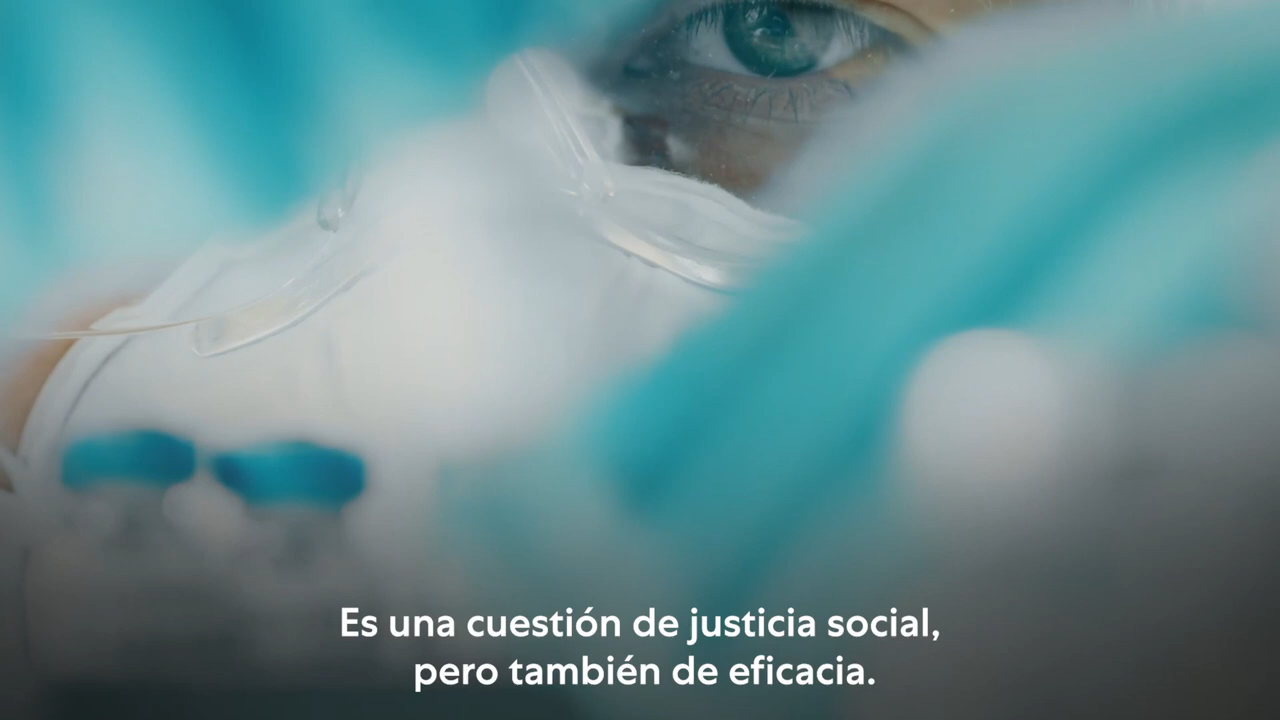 Es una cuestión de justicia social,
pero también de eficacia.